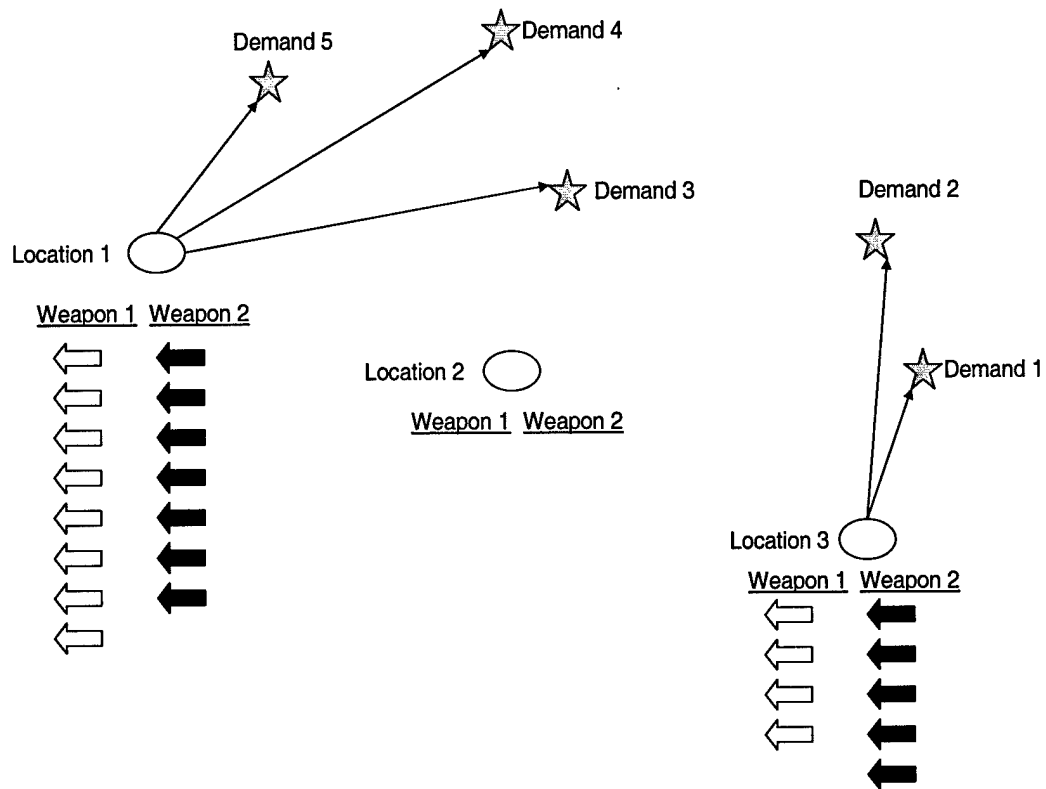 Demand 5
Demand 4
Demand 3
Demand 2
Location 1
Weapon 1 Weapon 2
Location 2
Demand 1
Weapon 1 Weapon 2
Location 3
Weapon 1 Weapon 2